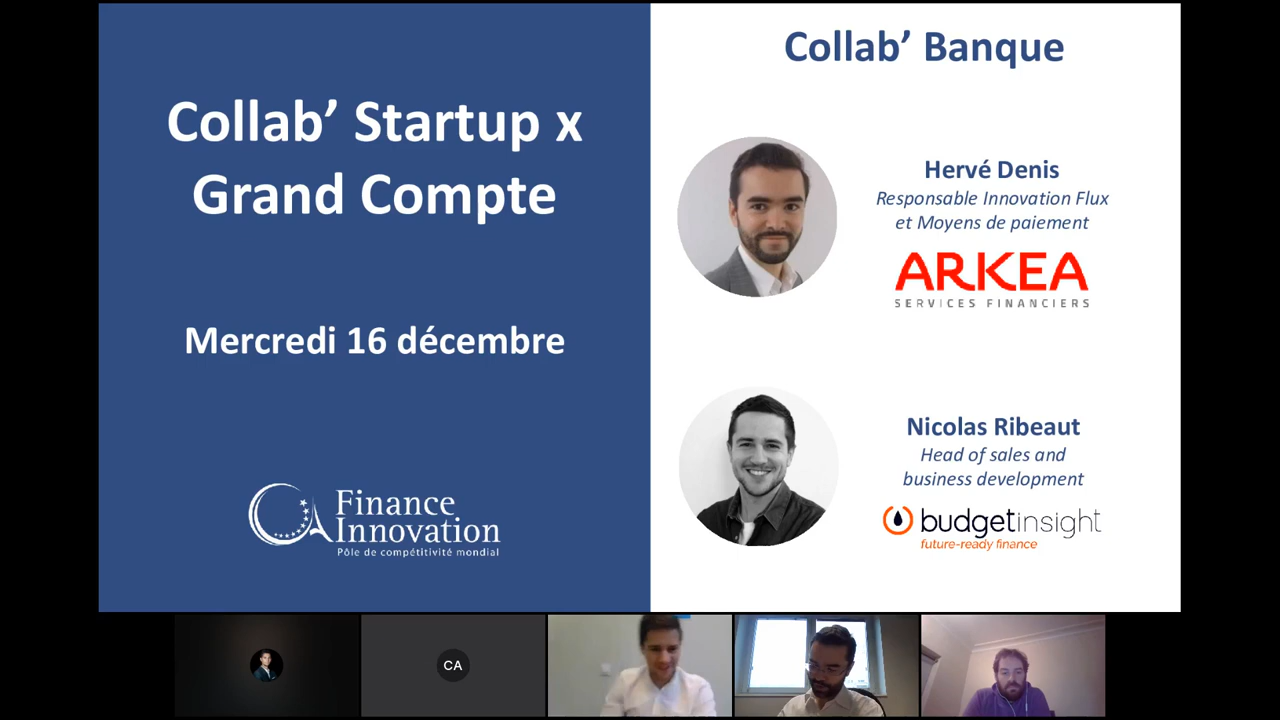 Collab’ Startup x
Grand Compte
Mercredi 16 décembre
Finance
Innovation
Pôle de compétitivité mondial
Collab’ Banque
Hervé Denis
Responsable Innovation Flux
et Moyens de paiement
ARKEA
SERVICES FINANCIERS
Nicolas Ribeaut
Head of sales and
business development
budgetinsight
future-ready finance
CA